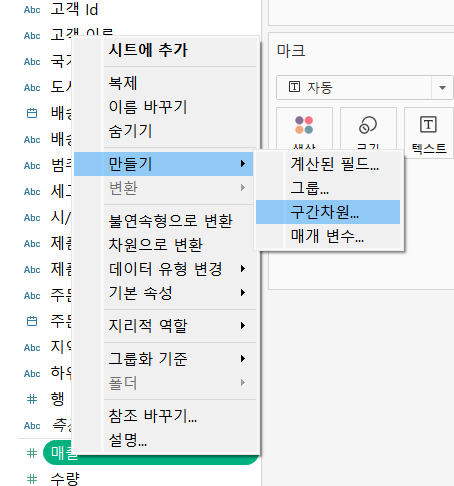 Abc 고객 Id
Abc 고객 이름
Abc 국가
Abc
배송
Abc 배송
Abc 범주
Abc
Abc 시/
Abc 제품
Abc 제품
Abc 주문
주문
Abc 지역
Abc 하위
# 행
Abc 측정
# 매출
# 수량
시트에 추가
복제
이름 바꾸기
숨기기
만들기
변환
불연속형으로 변환
차원으로 변환
데이터 유형 변경
기본 속성
지리적 역할
그룹화 기준
폴더
참조 바꾸기...
설명...
계산된 필드...
그룹...
구간차원...
매개 변수...
마크
T 자동
색상
크기
T
텍스트